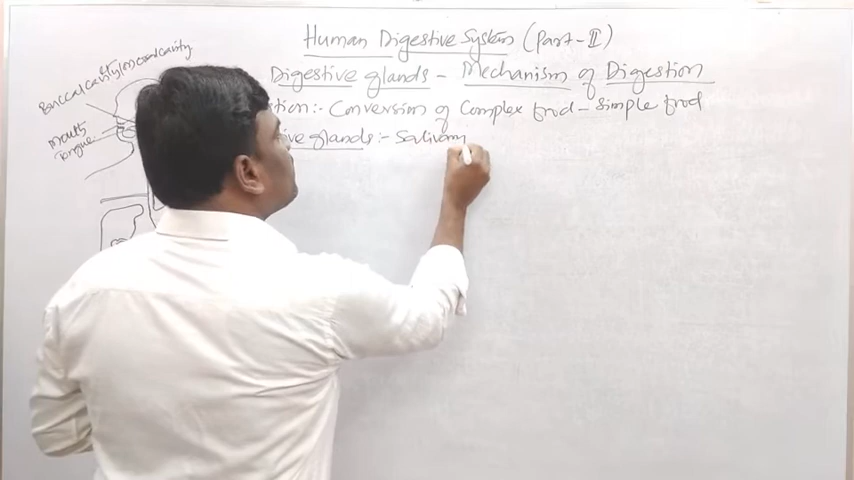 Human Digestive System (Part-II)
Digestive glands - Mechanism of Digestion
tion:- Conversion of Complex food - Simple food
ive glands:- Salivary
Buccal cavity/
cavity
Mouth
Tongue